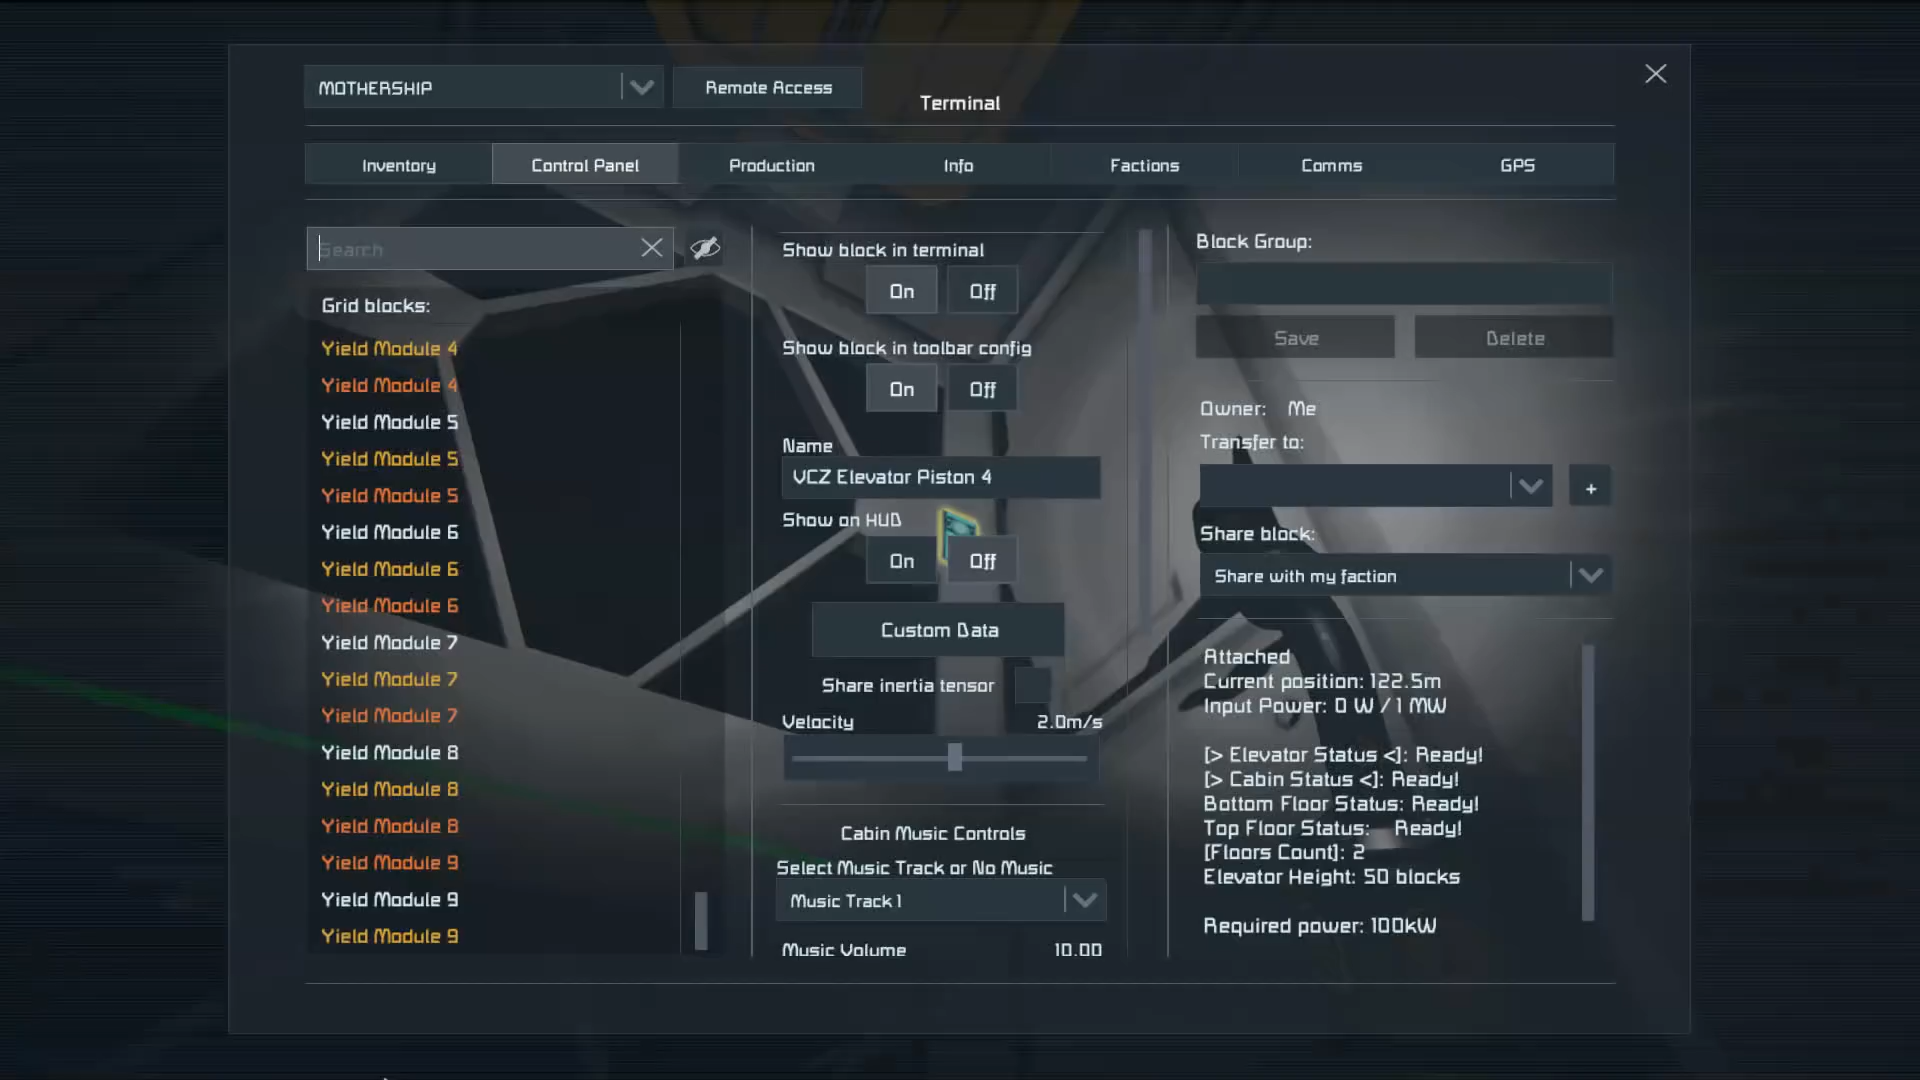 MOTHERSHIP
Remote Access
Terminal
Inventory
Control Panel
Production
Info
Factions
Comms
GPS
Search
Grid blocks:
Yield Module 4
Yield Module 4
Yield Module 5
Yield Module 5
Yield Module 5
Yield Module 6
Yield Module 6
Yield Module 6
Yield Module 7
Yield Module 7
Yield Module 7
Yield Module 8
Yield Module 8
Yield Module 8
Yield Module 9
Yield Module 9
Yield Module 9
Show block in terminal
On Off
Show block in toolbar config
On Off
Name
VCZ Elevator Piston 4
Show on HUD
On Off
Custom Data
Share inertia tensor
Velocity 2.0m/s
Cabin Music Controls
Select Music Track or No Music
Music Track 1
Music Volume 10.00
Block Group:
Save Delete
Owner: Me
Transfer to:
+
Share block:
Share with my faction
Attached
Current position: 122.5m
Input Power: 0 W / 1 MW
[> Elevator Status <]: Ready!
[> Cabin Status <]: Ready!
Bottom Floor Status: Ready!
Top Floor Status: Ready!
[Floors Count]: 2
Elevator Height: 50 blocks
Required power: 100kW